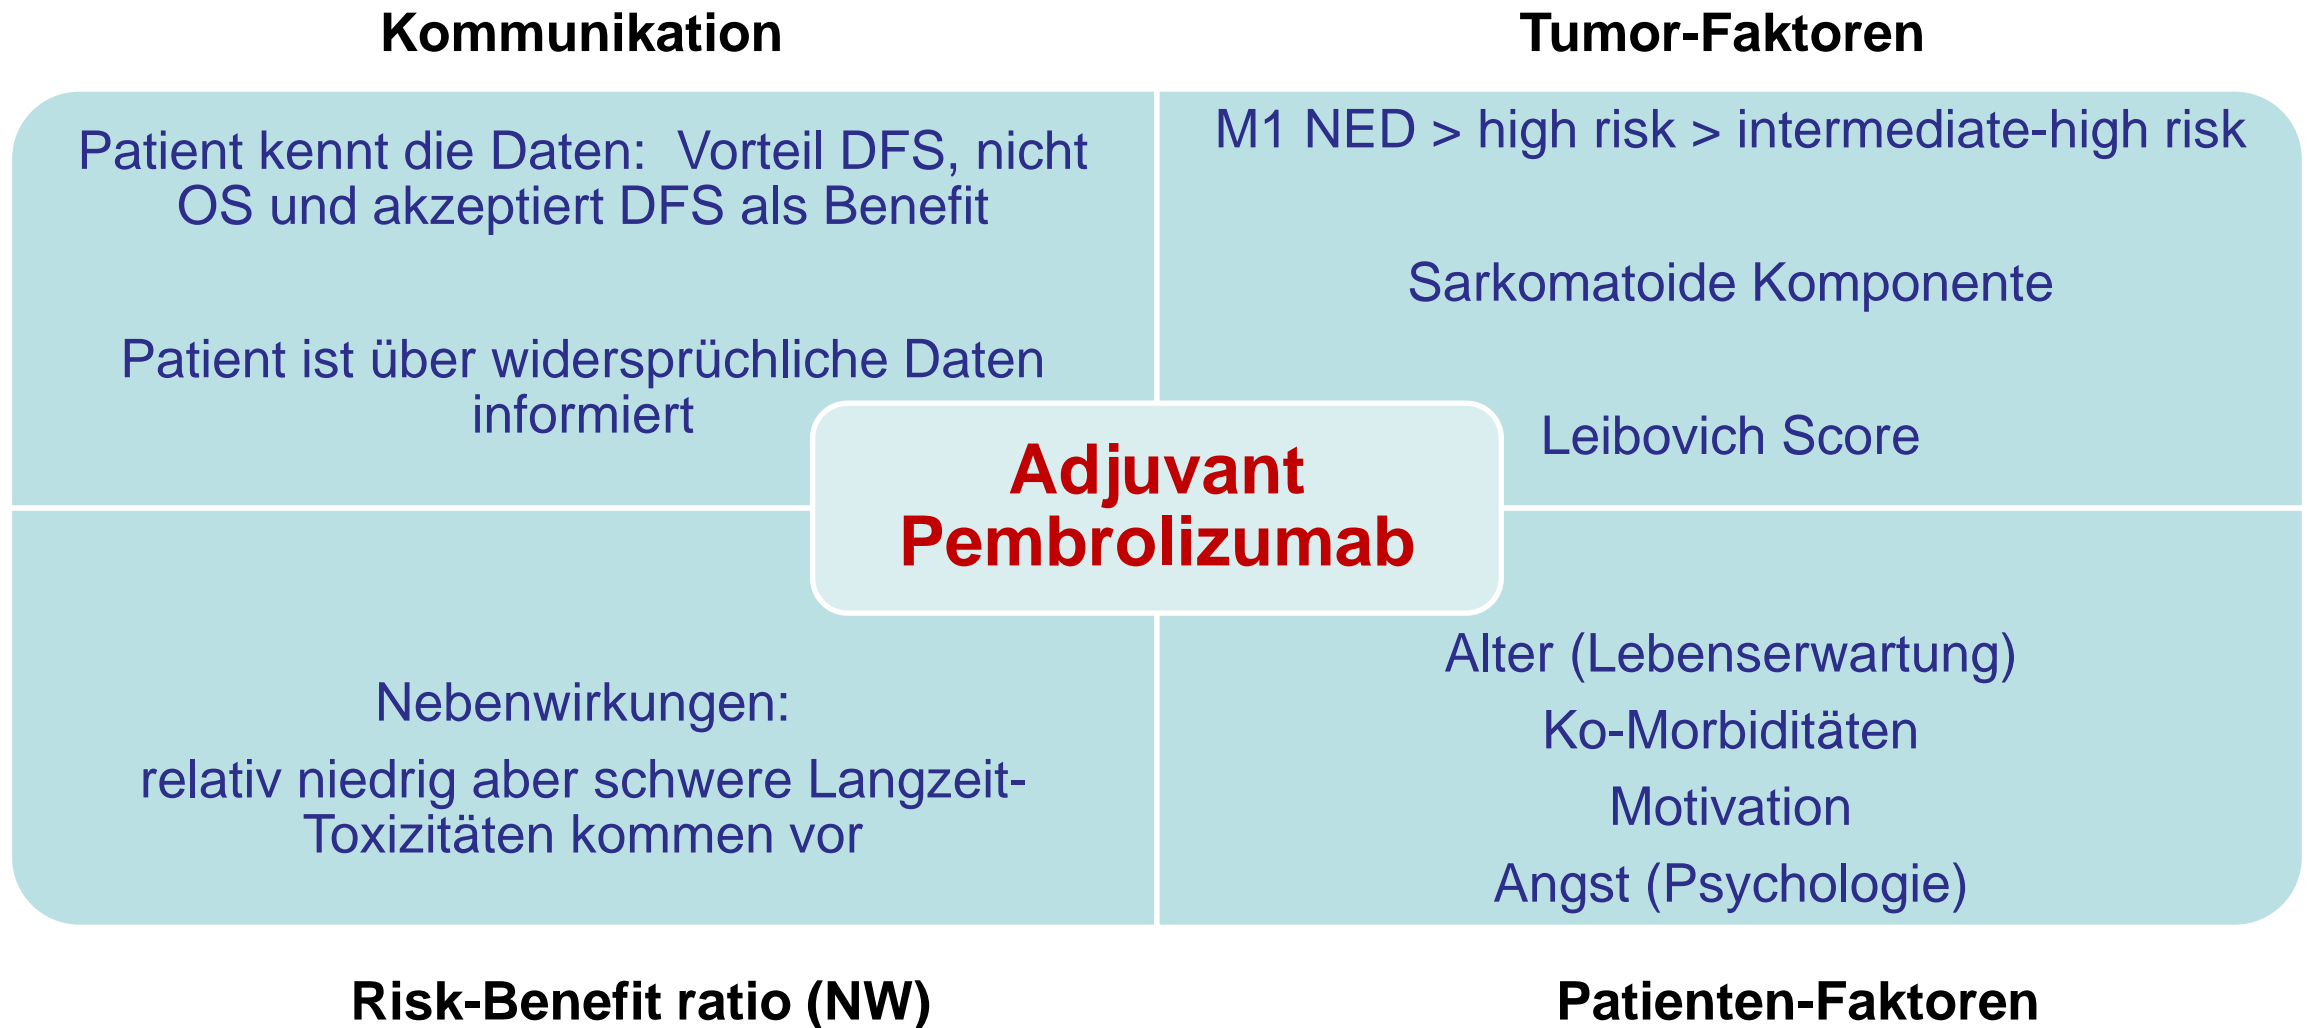 Kommunikation
Patient kennt die Daten:  Vorteil DFS, nicht
OS und akzeptiert DFS als Benefit
Patient ist über widersprüchliche Daten
informiert
Tumor-Faktoren
M1 NED > high risk > intermediate-high risk
Sarkomatoide Komponente
Leibovich Score
Adjuvant
Pembrolizumab
Nebenwirkungen:
relativ niedrig aber schwere Langzeit-
Toxizitäten kommen vor
Risk-Benefit ratio (NW)
Alter (Lebenserwartung)
Ko-Morbiditäten
Motivation
Angst (Psychologie)
Patienten-Faktoren